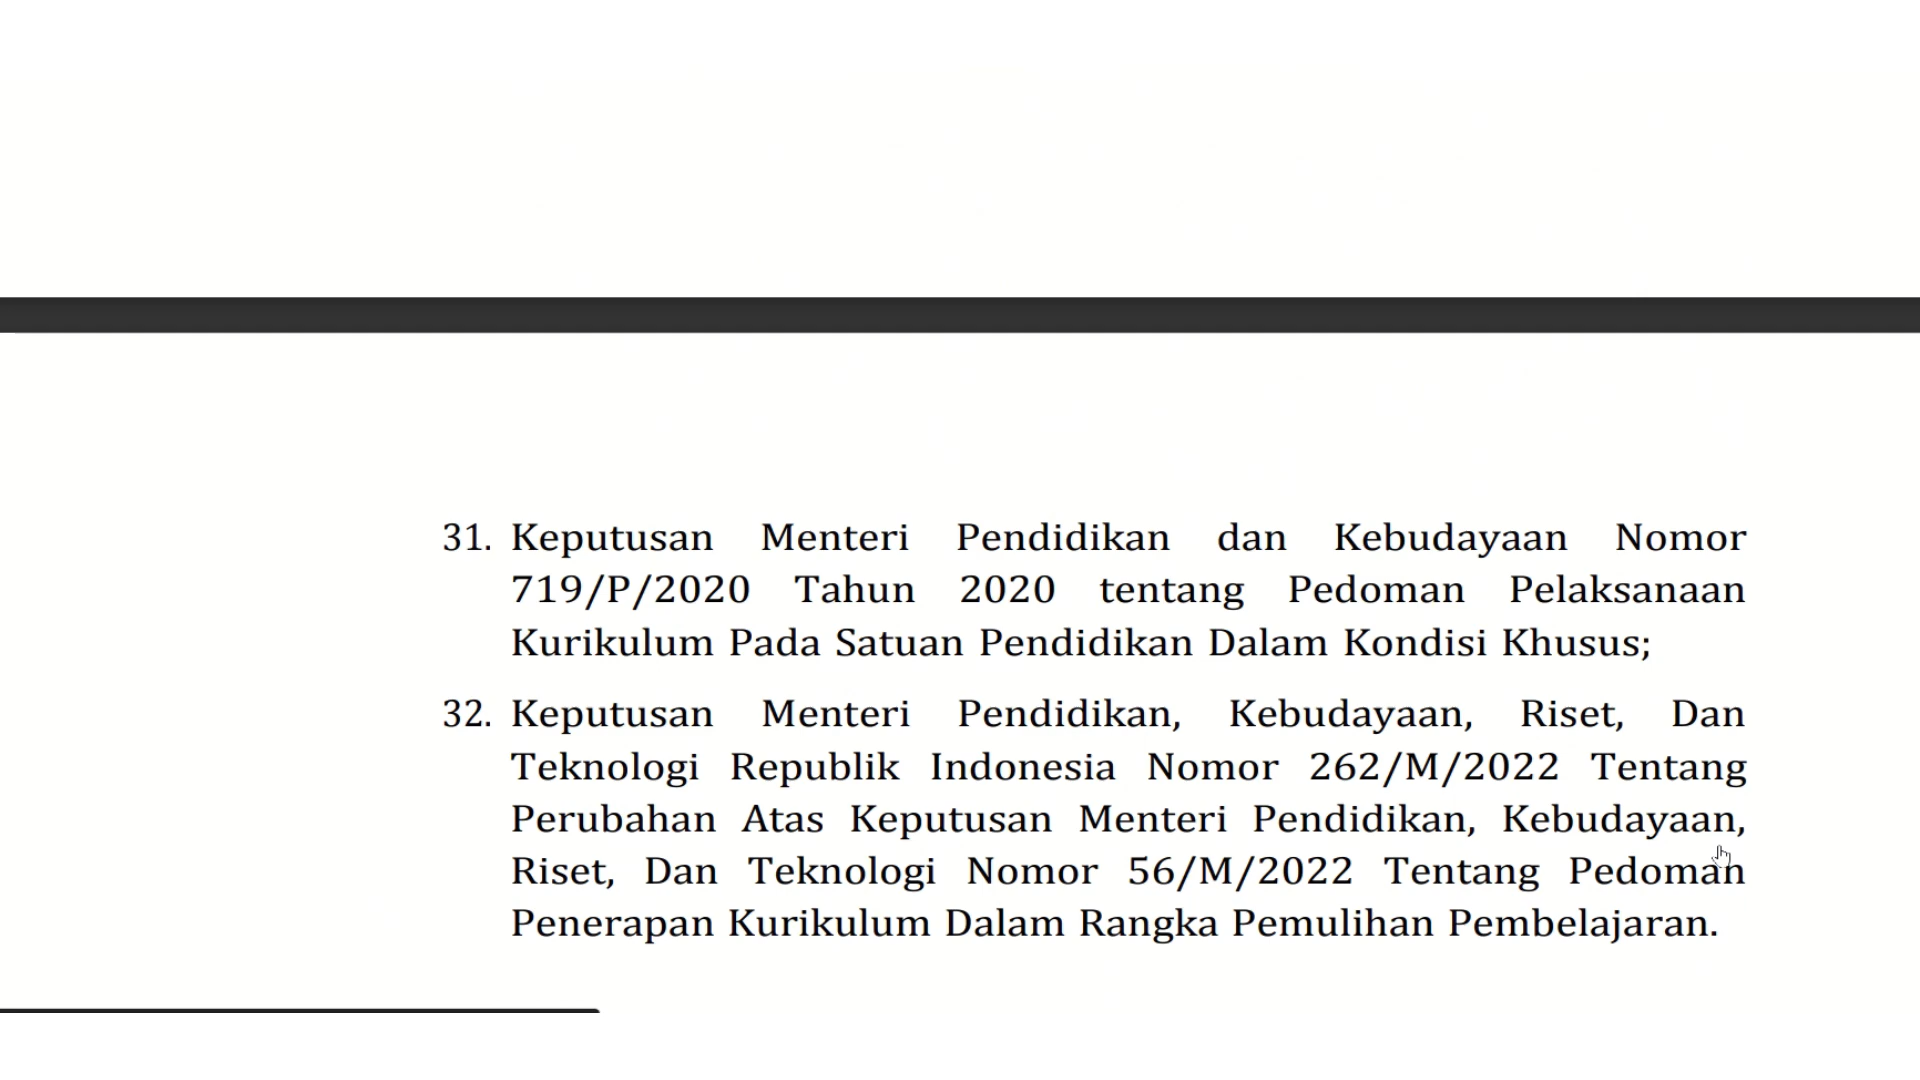 31. Keputusan Menteri Pendidikan dan Kebudayaan Nomor
719/P/2020 Tahun 2020 tentang Pedoman Pelaksanaan
Kurikulum Pada Satuan Pendidikan Dalam Kondisi Khusus;
32. Keputusan Menteri Pendidikan, Kebudayaan, Riset, Dan
Teknologi Republik Indonesia Nomor 262/M/2022 Tentang
Perubahan Atas Keputusan Menteri Pendidikan, Kebudayaan,
Riset, Dan Teknologi Nomor 56/M/2022 Tentang Pedoman
Penerapan Kurikulum Dalam Rangka Pemulihan Pembelajaran.